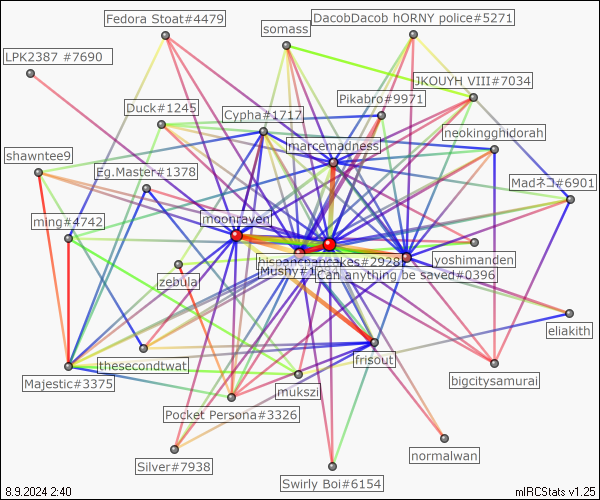 Fedora Stoat#4479
DacobDacob hORNY police#5271
somass
LPK2387 #7690
JKOUYH VIII#7034
Pikabro#9971
Duck#1245
Cypha#1717
neokingghidorah
marcemadness
shawntee9
Eg.Master#1378
Madネコ#6901
moonraven
ming#4742
hispancpancakes#2928
yoshimanden
Mushy#1
Can anything be saved#0396
zebula
eliakith
frisout
thesecondtwat
bigcitysamurai
Majestic#3375
mukszi
Pocket Persona#3326
normalwan
Silver#7938
Swirly Boi#6154
8.9.2024 2:40
mIRCStats v1.25